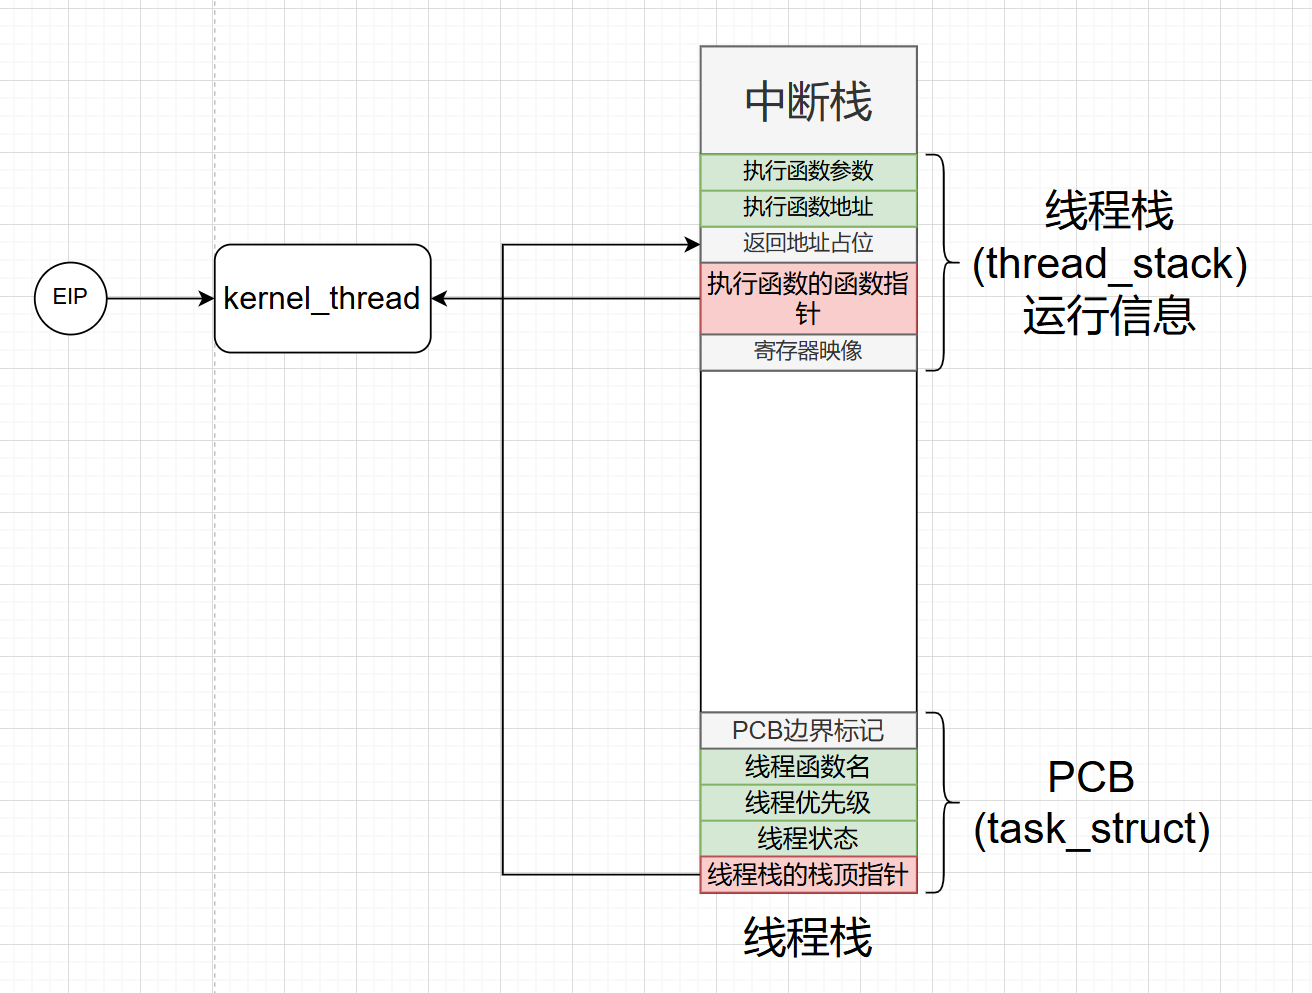 中断栈
执行函数参数
执行函数地址
返回地址占位
执行函数的函数指
针
寄存器映像
线程栈
(thread_stack)
运行信息
EIP
kernel_thread
PCB边界标记
线程函数名
线程优先级
线程状态
线程栈的栈顶指针
PCB
(task_struct)
线程栈